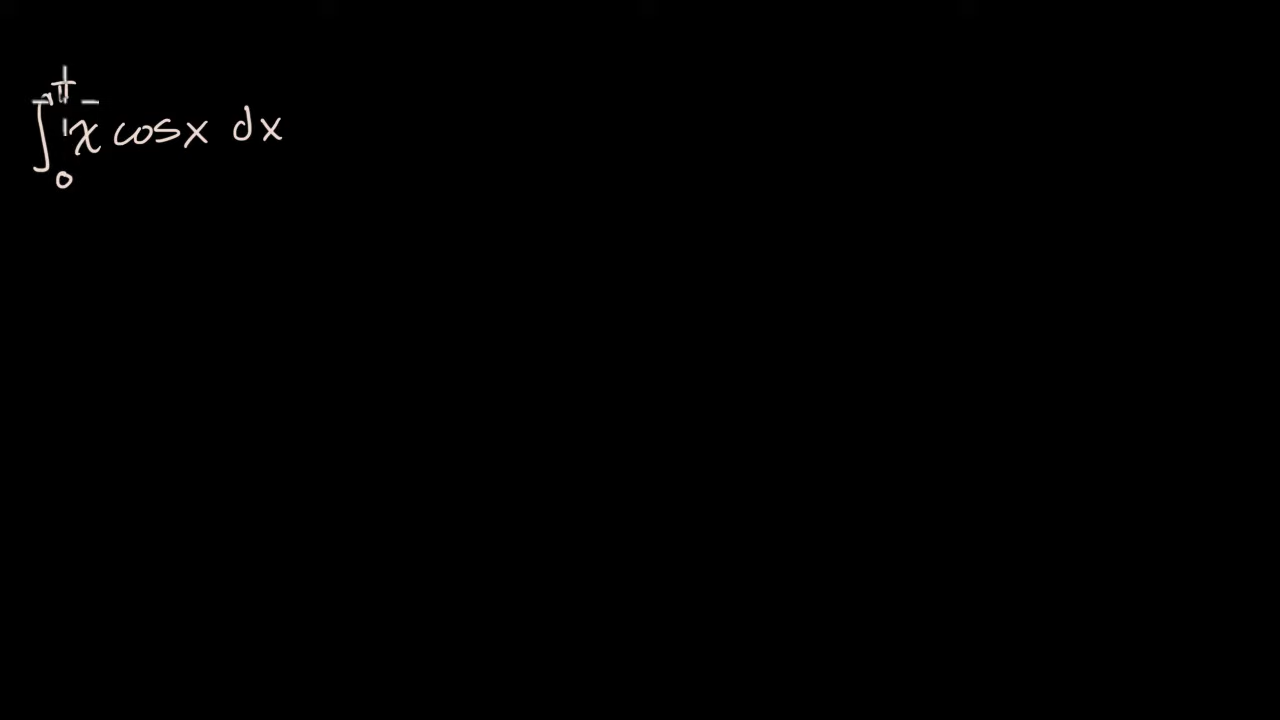 ∫₀^π x cos x dx